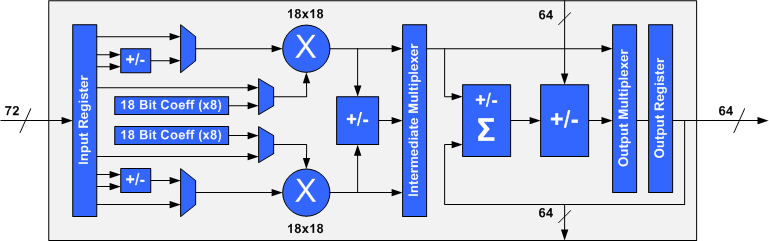 18x18
64
+/-
X
72
Input Register
18 Bit Coeff (x8)
18 Bit Coeff (x8)
+/-
Intermediate Multiplexer
+/-
Σ
+/-
Output Multiplexer
Output Register
64
+/-
X
18x18
64